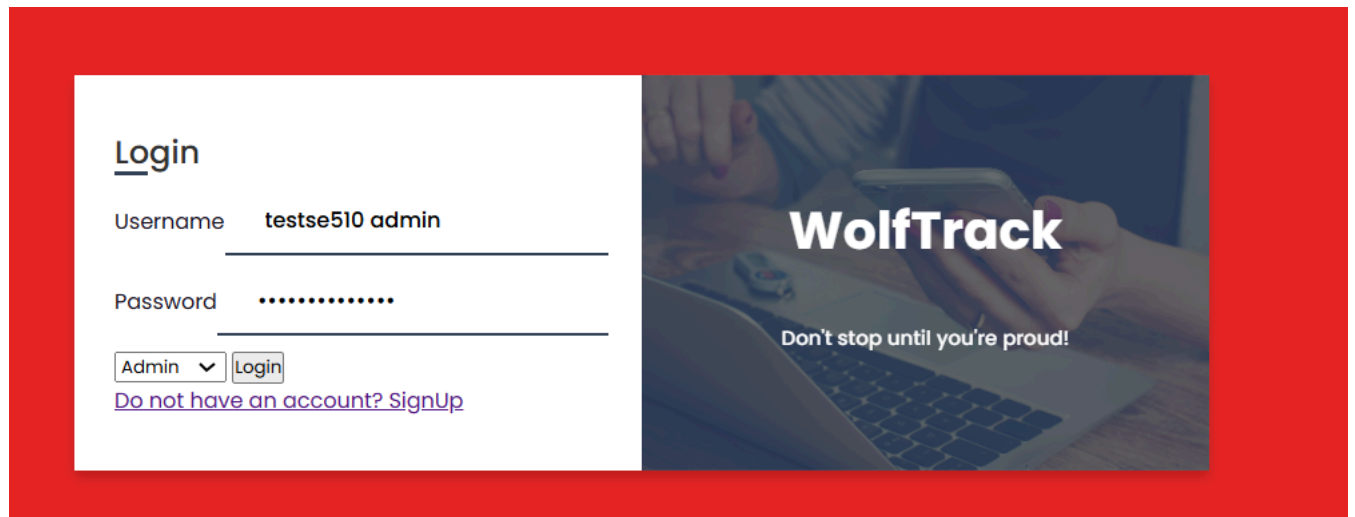 Login
Username testse510 admin
Password ••••••••••••••
Admin Login
Do not have an account? SignUp
WolfTrack
Don't stop until you're proud!